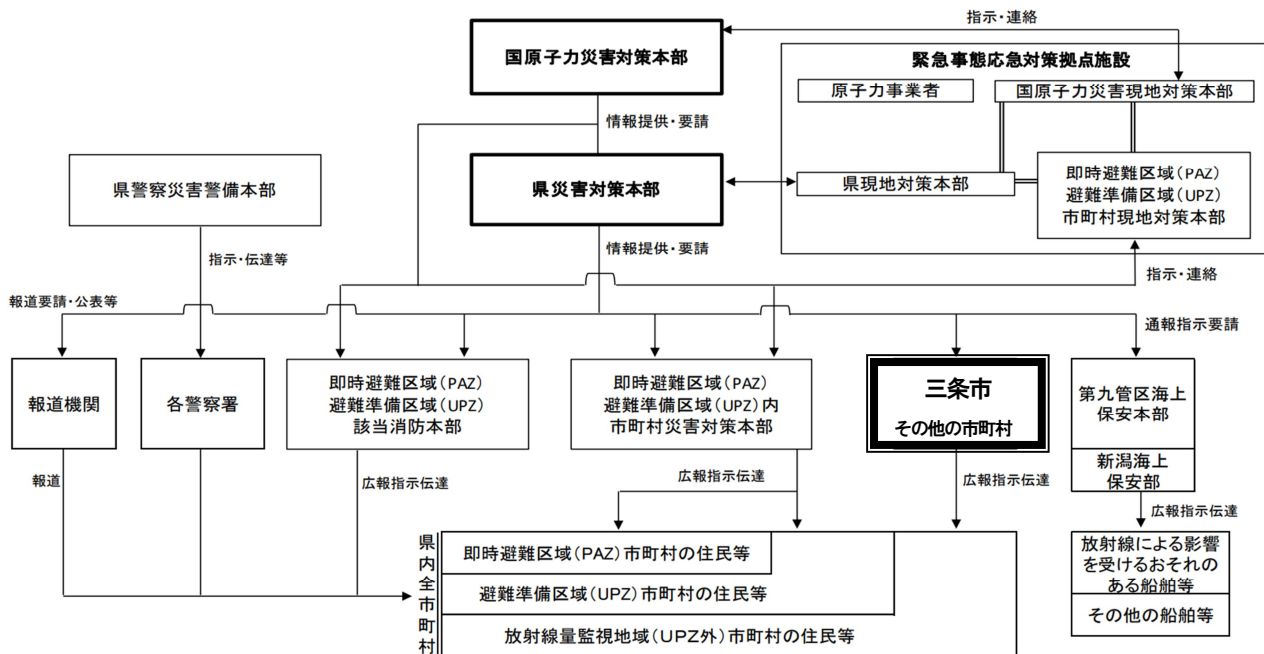 指示・連絡
国原子力災害対策本部
緊急事態応急対策拠点施設
原子力事業者
国原子力災害現地対策本部
情報提供・要請
県警察災害警備本部
県災害対策本部
県現地対策本部
即時避難区域(PAZ)
避難準備区域(UPZ)
市町村現地対策本部
指示・伝達等
情報提供・要請
指示・連絡
報道要請・公表等
通報指示要請
報道機関
各警察署
即時避難区域(PAZ)
避難準備区域(UPZ)
該当消防本部
即時避難区域(PAZ)
避難準備区域(UPZ)内
市町村災害対策本部
三条市
その他の市町村
第九管区海上
保安本部
新潟海上
保安部
報道
広報指示伝達
広報指示伝達
広報指示伝達
広報指示伝達
県内全市町村
即時避難区域(PAZ)市町村の住民等
避難準備区域(UPZ)市町村の住民等
放射線量監視地域(UPZ外)市町村の住民等
放射線による影響
を受けるおそれの
ある船舶等
その他の船舶等